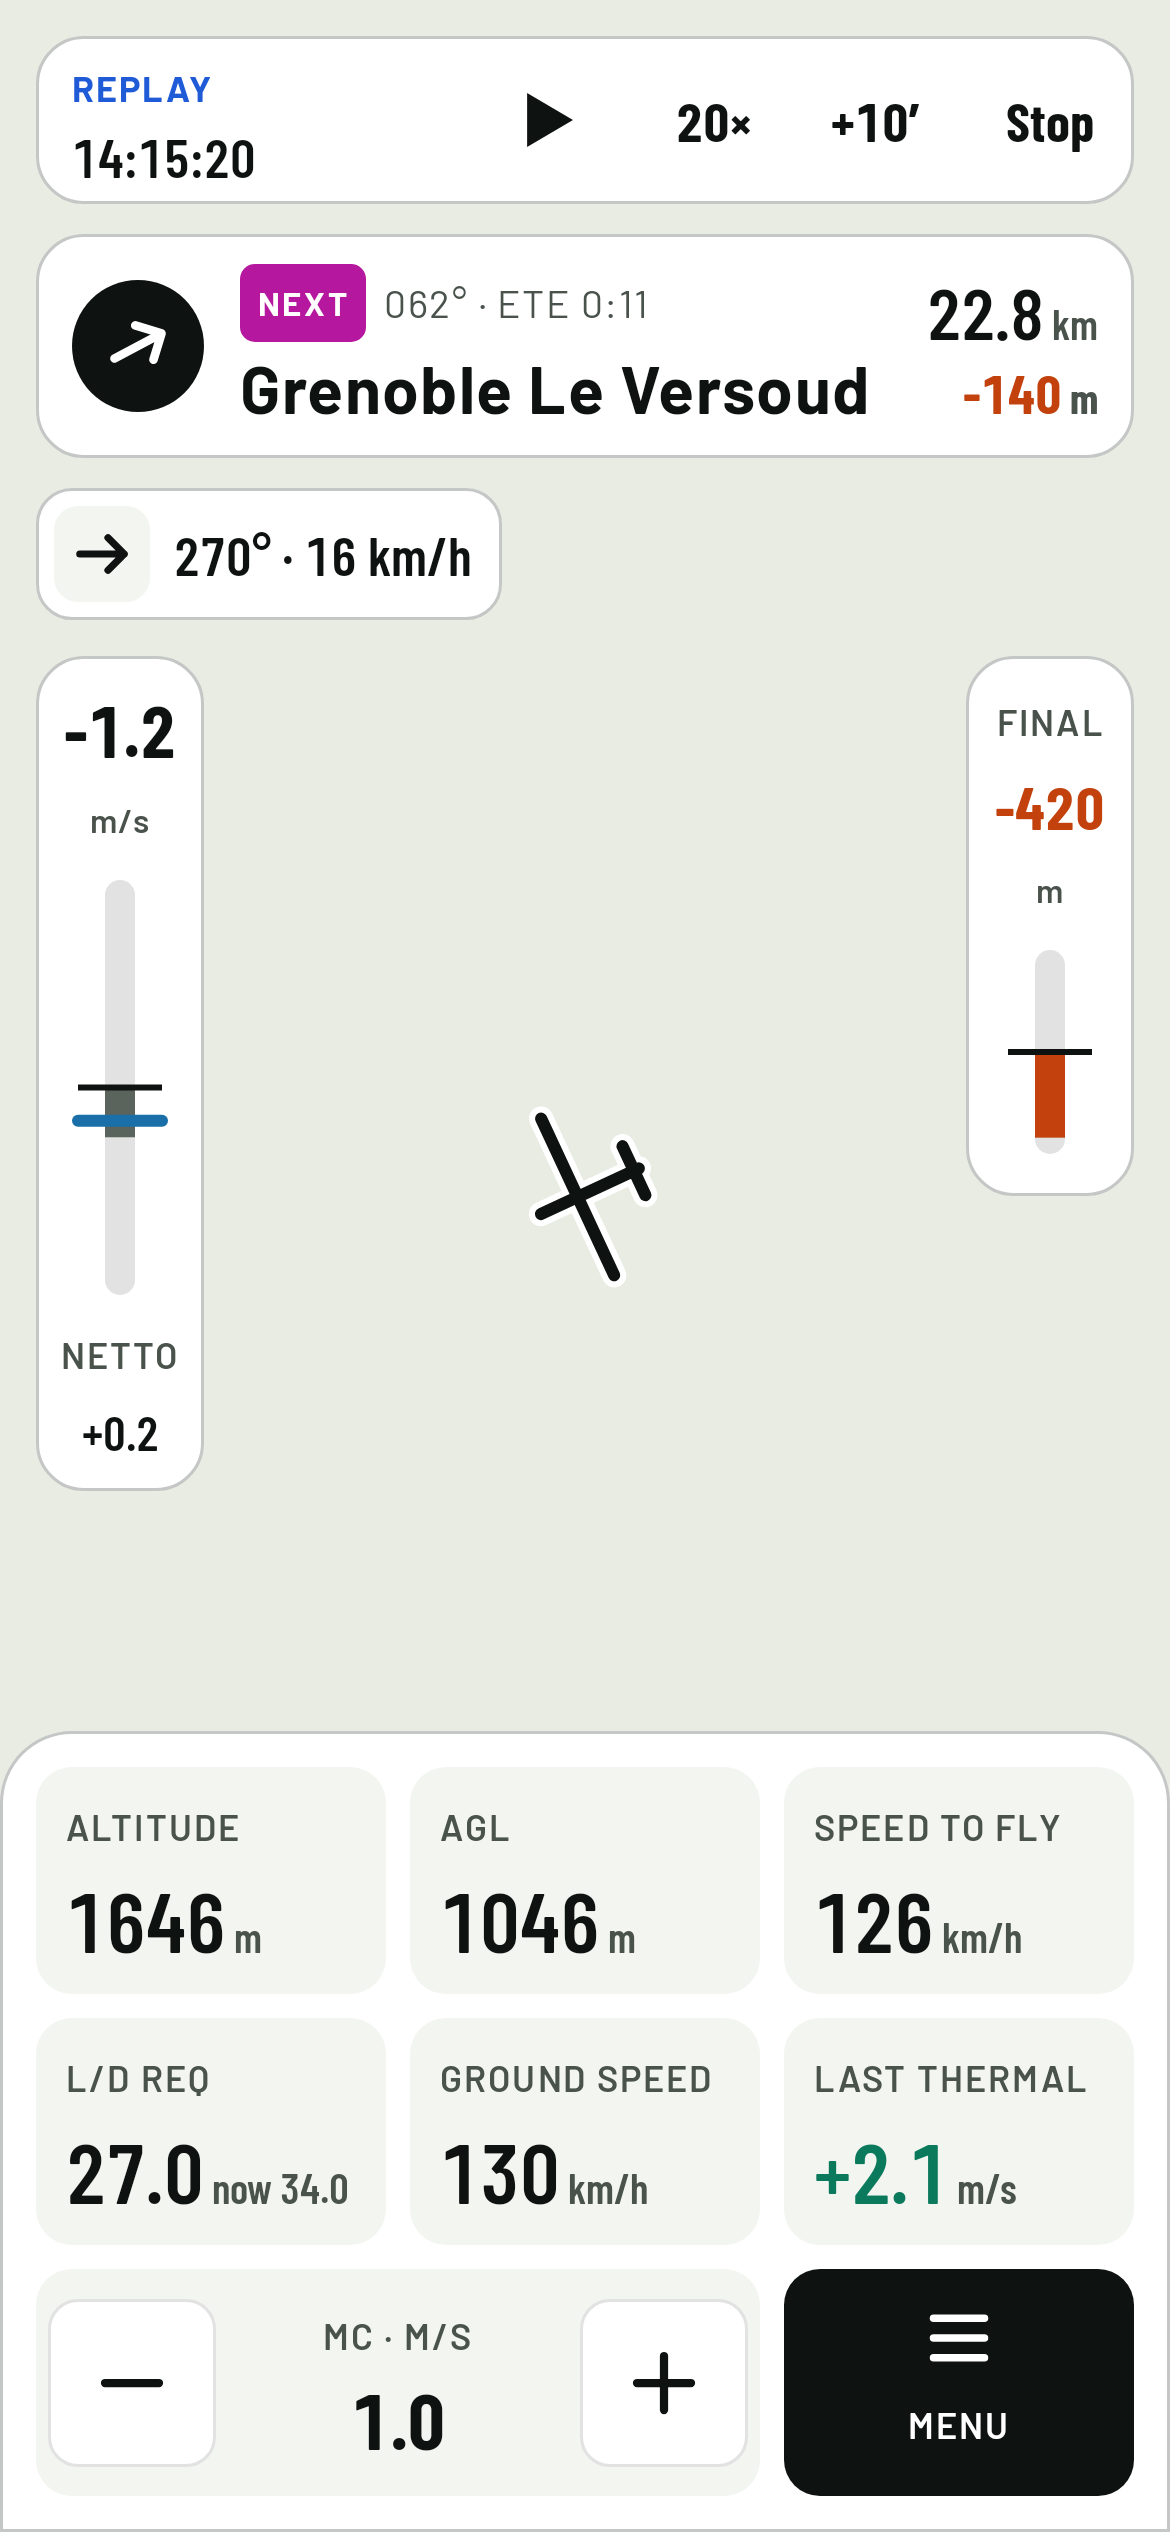 REPLAY
14:15:20
20×
+10′
Stop
NEXT 062° · ETE 0:11
Grenoble Le Versoud
22.8 km
-140 m
270° · 16 km/h
-1.2
m/s
NETTO
+0.2
FINAL
-420
m
ALTITUDE
1646 m
AGL
1046 m
SPEED TO FLY
126 km/h
L/D REQ
27.0 now 34.0
GROUND SPEED
130 km/h
LAST THERMAL
+2.1 m/s
MC · M/S
1.0
MENU